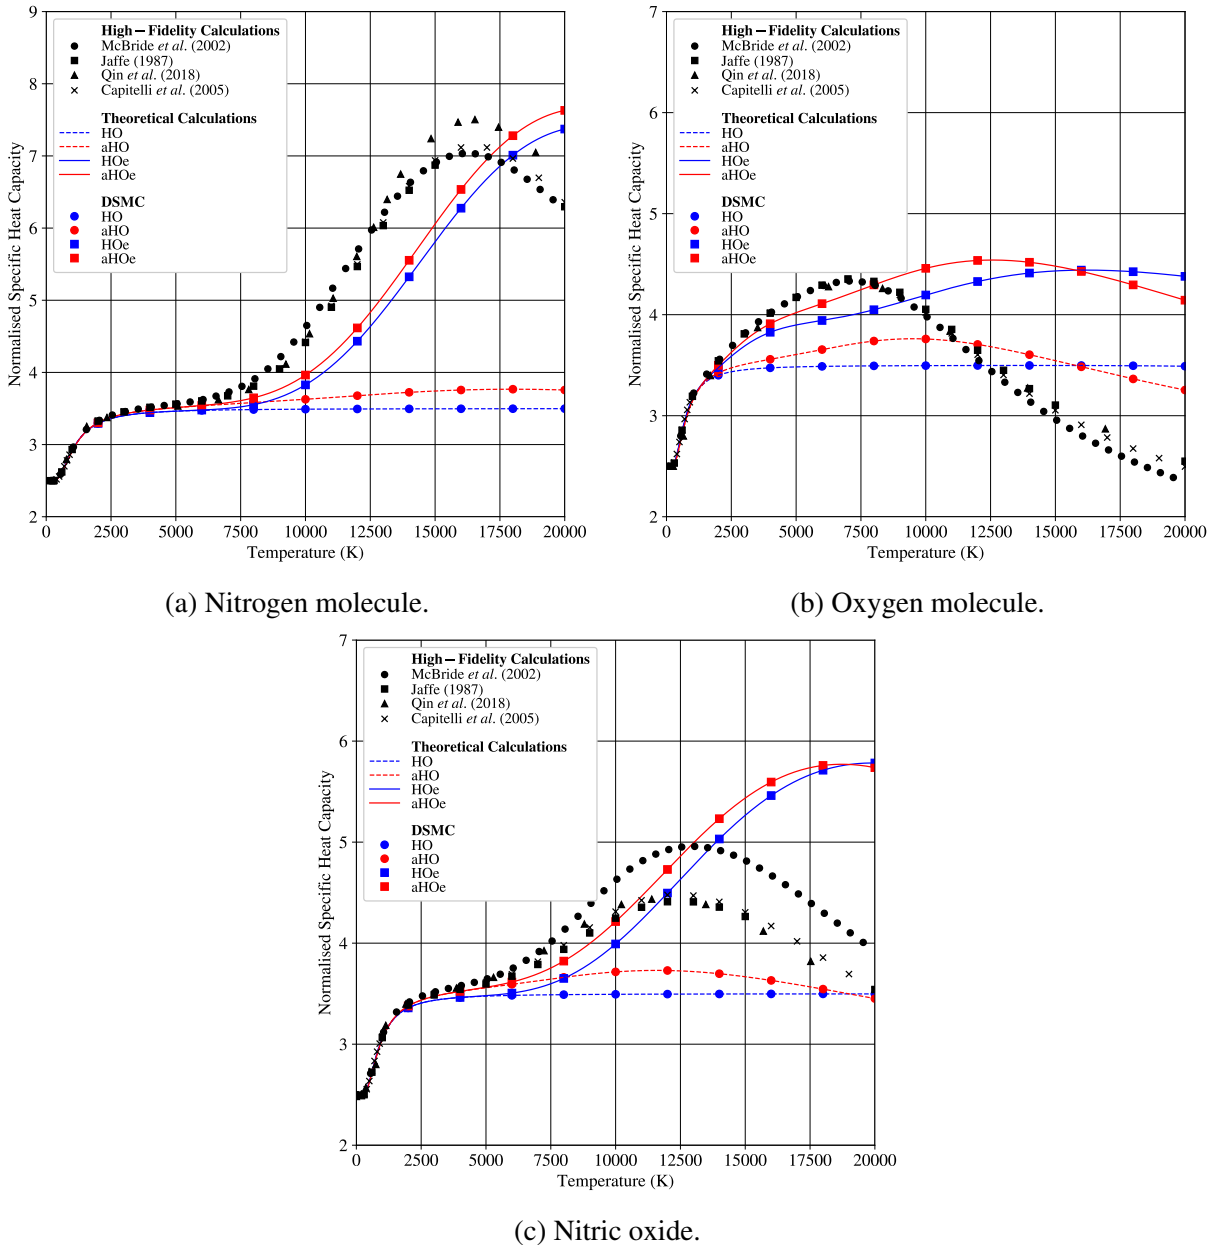 9
8
7
6
5
4
3
2
Normalised Specific Heat Capacity
High−Fidelity Calculations
McBride et al. (2002)
Jaffe (1987)
Qin et al. (2018)
Capitelli et al. (2005)
Theoretical Calculations
HO
aHO
HOe
aHOe
DSMC
HO
aHO
HOe
aHOe
0 2500 5000 7500 10000 12500 15000 17500 20000
Temperature (K)
(a) Nitrogen molecule.
7
6
5
4
3
2
Normalised Specific Heat Capacity
High−Fidelity Calculations
McBride et al. (2002)
Jaffe (1987)
Qin et al. (2018)
Capitelli et al. (2005)
Theoretical Calculations
HO
aHO
HOe
aHOe
DSMC
HO
aHO
HOe
aHOe
0 2500 5000 7500 10000 12500 15000 17500 20000
Temperature (K)
(b) Oxygen molecule.
7
6
5
4
3
2
Normalised Specific Heat Capacity
High−Fidelity Calculations
McBride et al. (2002)
Jaffe (1987)
Qin et al. (2018)
Capitelli et al. (2005)
Theoretical Calculations
HO
aHO
HOe
aHOe
DSMC
HO
aHO
HOe
aHOe
0 2500 5000 7500 10000 12500 15000 17500 20000
Temperature (K)
(c) Nitric oxide.